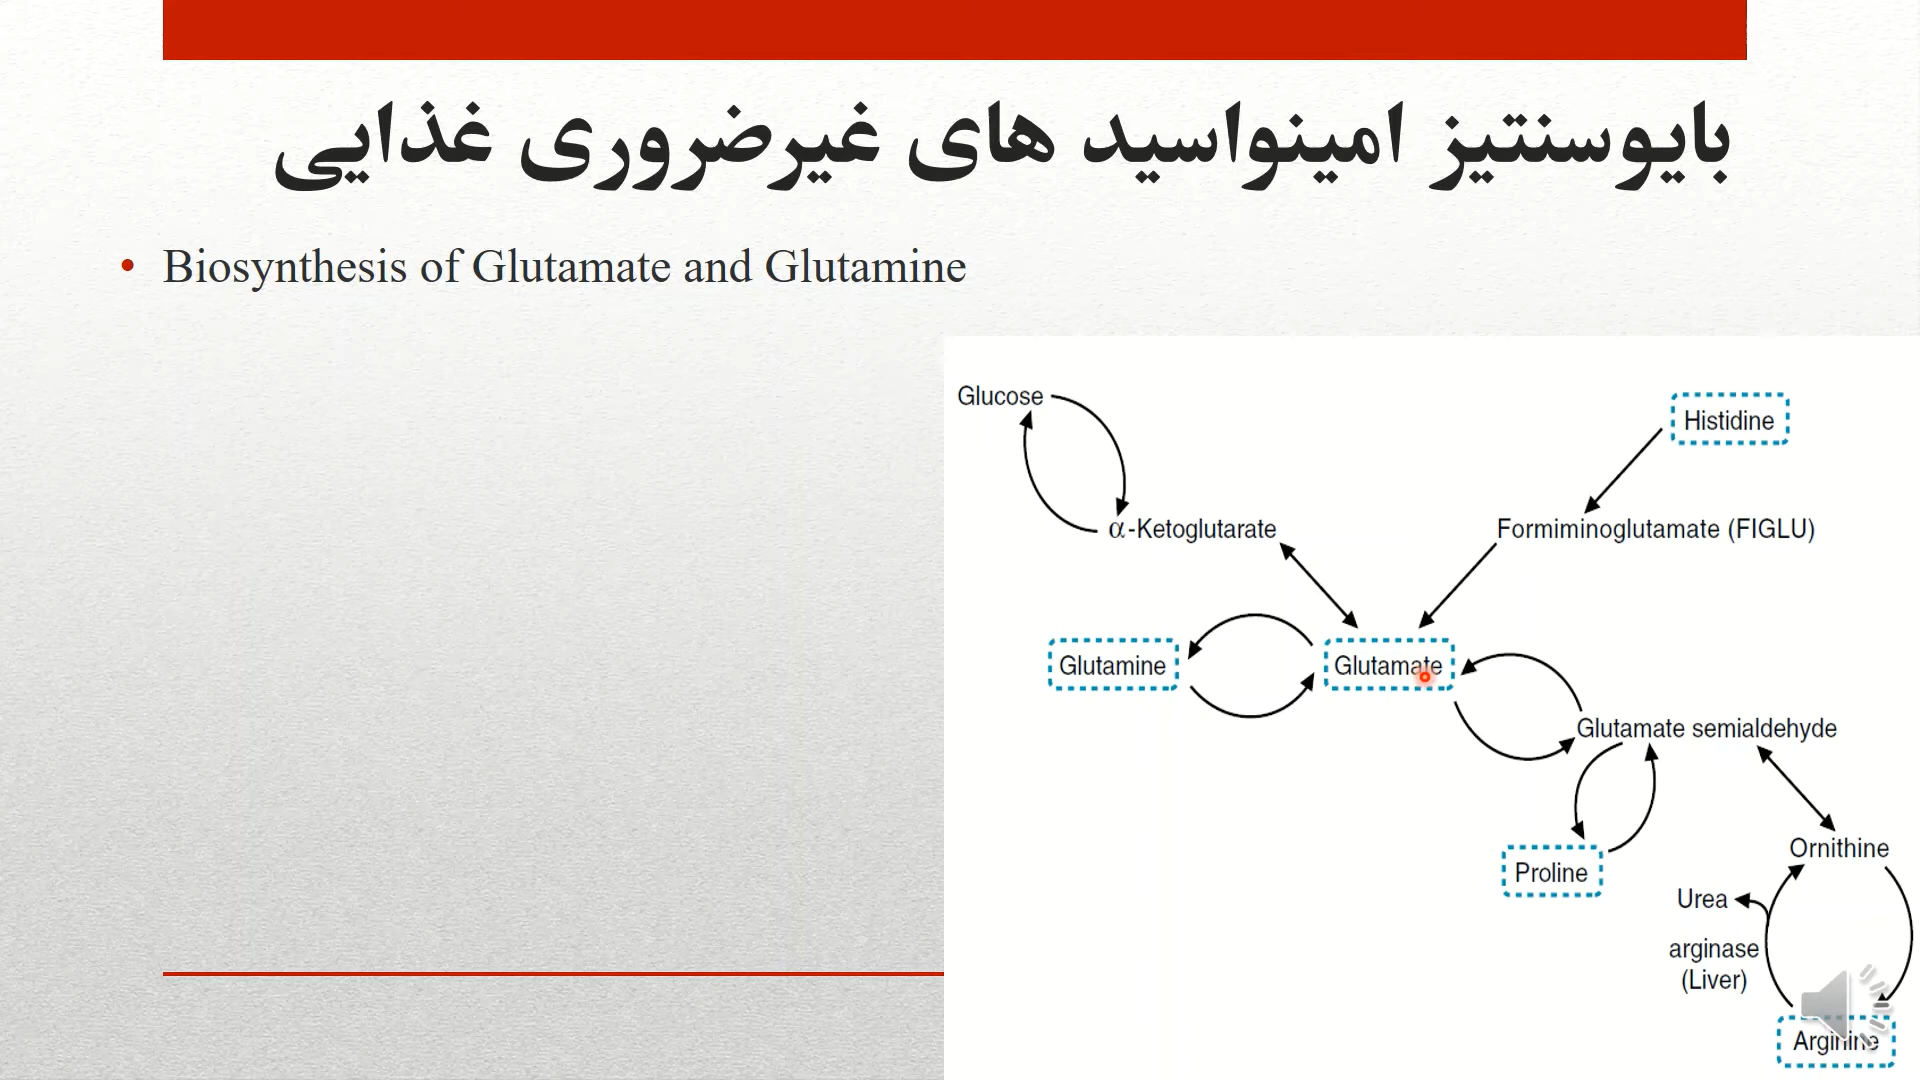 بایوسنتیز امینواسید های غیرضروری غذایی
• Biosynthesis of Glutamate and Glutamine
Glucose
Histidine
α-Ketoglutarate
Formiminoglutamate (FIGLU)
Glutamine
Glutamate
Glutamate semialdehyde
Ornithine
Proline
Urea
arginase
(Liver)
Arginine